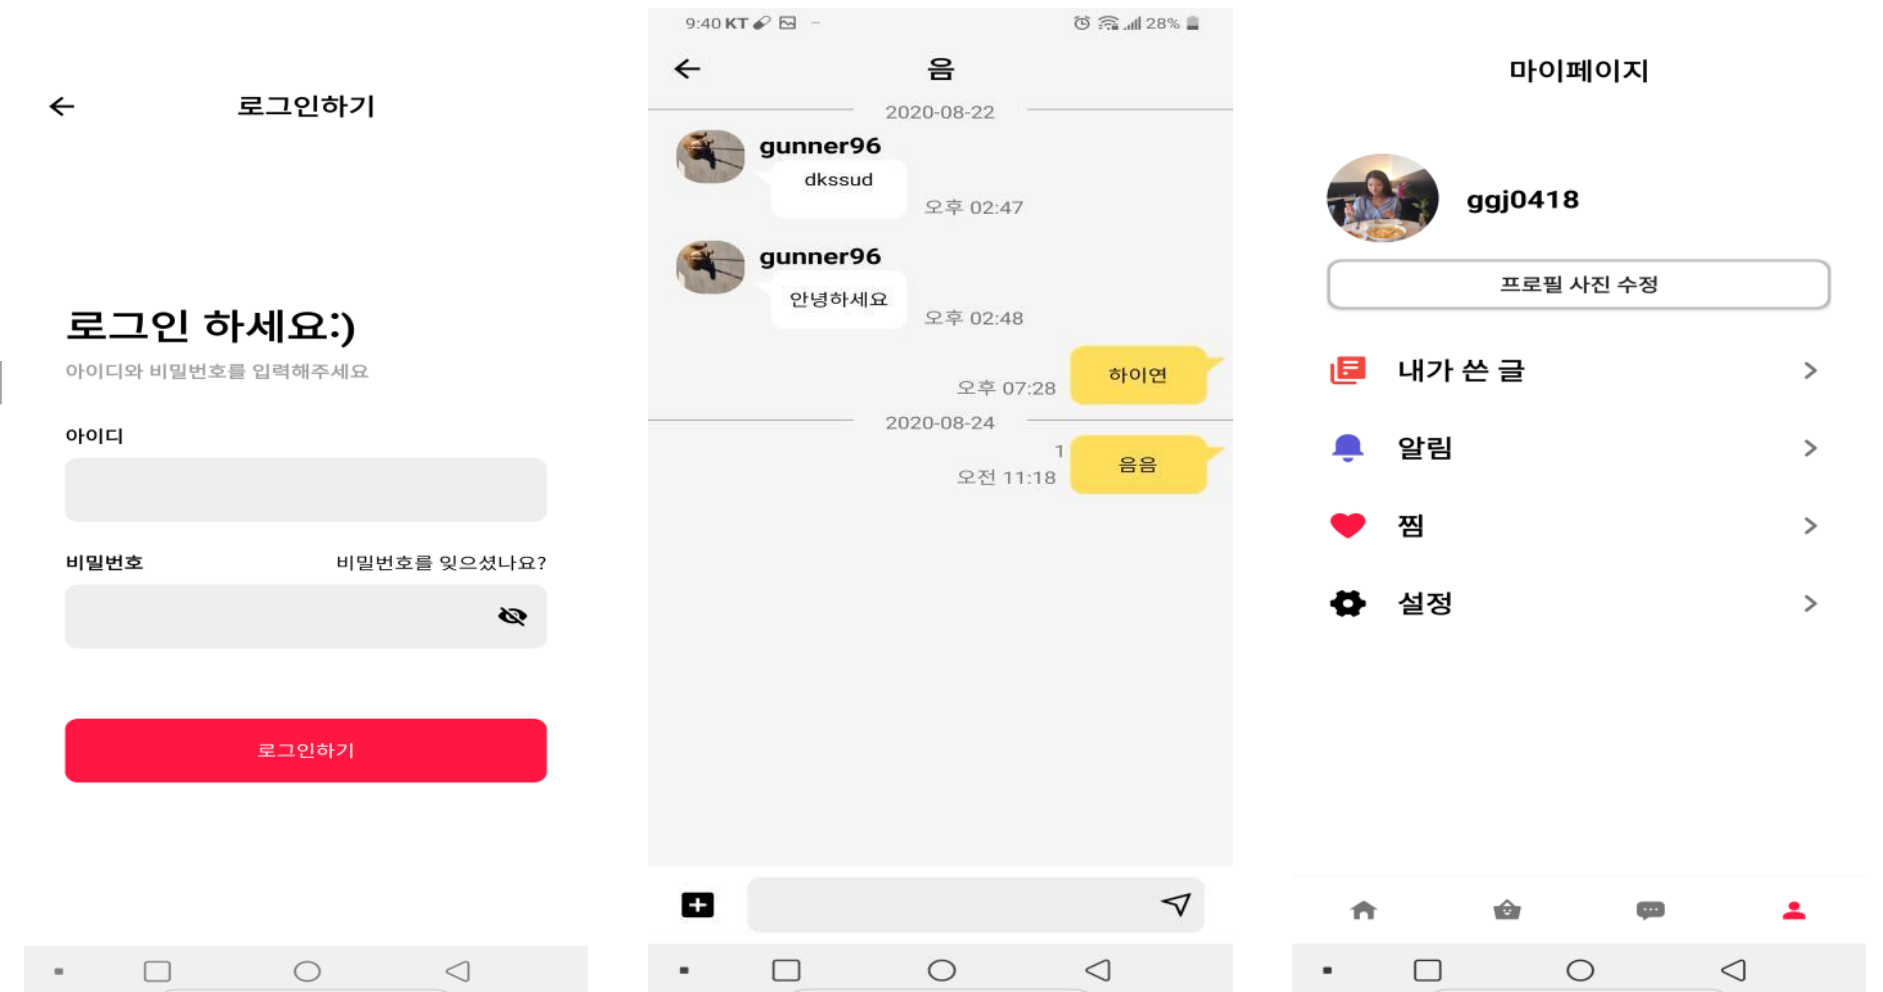 로그인하기
로그인 하세요:)
아이디와 비밀번호를 입력해주세요
아이디
비밀번호 비밀번호를 잊으셨나요?
로그인하기
9:40 KT 28%
음
2020-08-22
gunner96
dkssud
오후 02:47
gunner96
안녕하세요
오후 02:48
하이연
오후 07:28
2020-08-24
1
음음
오전 11:18
마이페이지
ggj0418
프로필 사진 수정
내가 쓴 글
알림
찜
설정